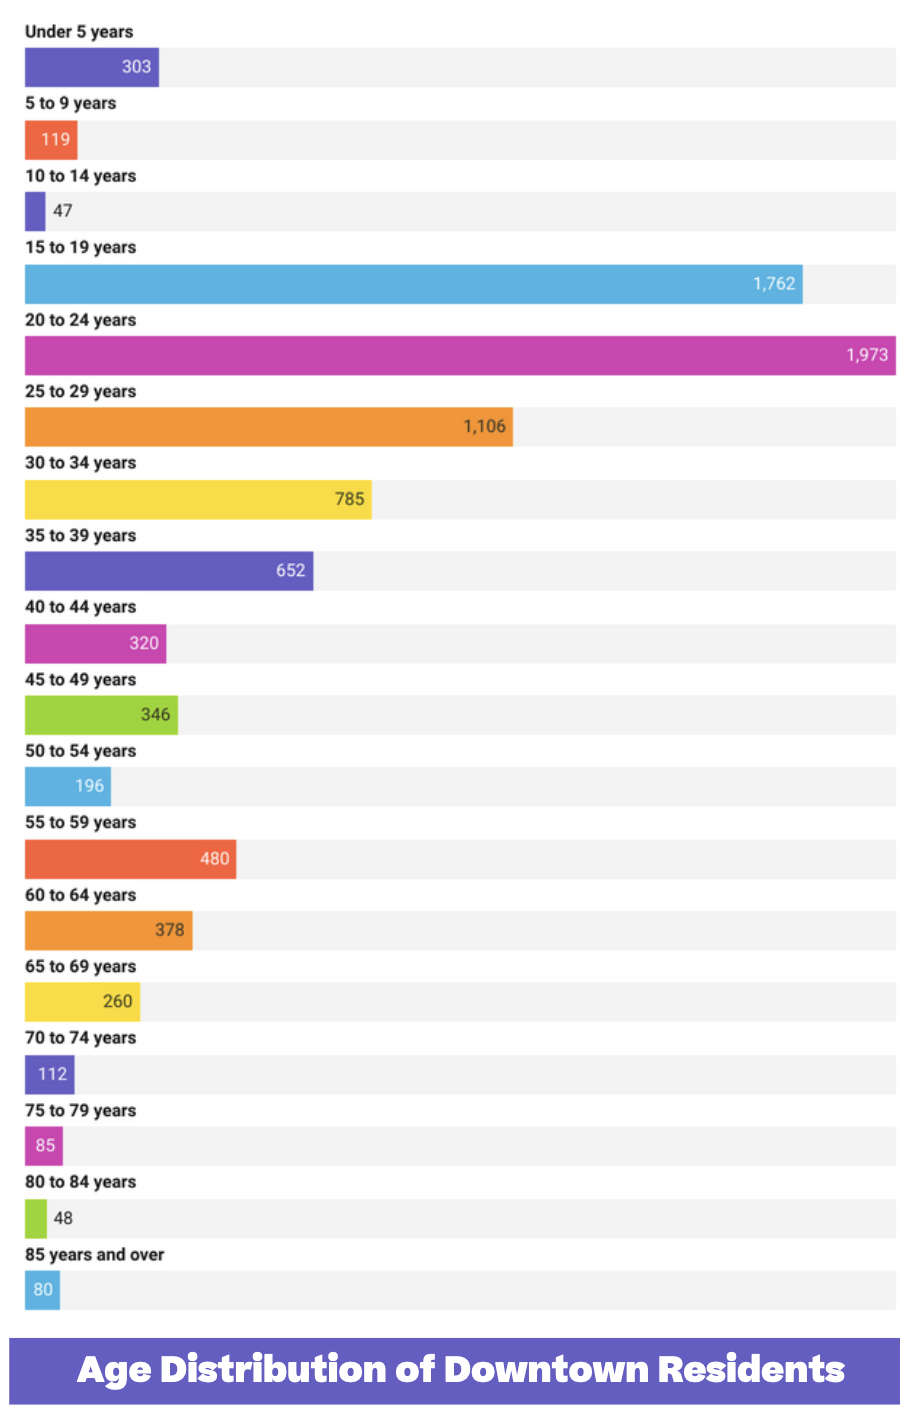 Under 5 years
303
5 to 9 years
119
10 to 14 years
47
15 to 19 years
1,762
20 to 24 years
1,973
25 to 29 years
1,106
30 to 34 years
785
35 to 39 years
652
40 to 44 years
320
45 to 49 years
346
50 to 54 years
196
55 to 59 years
480
60 to 64 years
378
65 to 69 years
260
70 to 74 years
112
75 to 79 years
85
80 to 84 years
48
85 years and over
80
Age Distribution of Downtown Residents